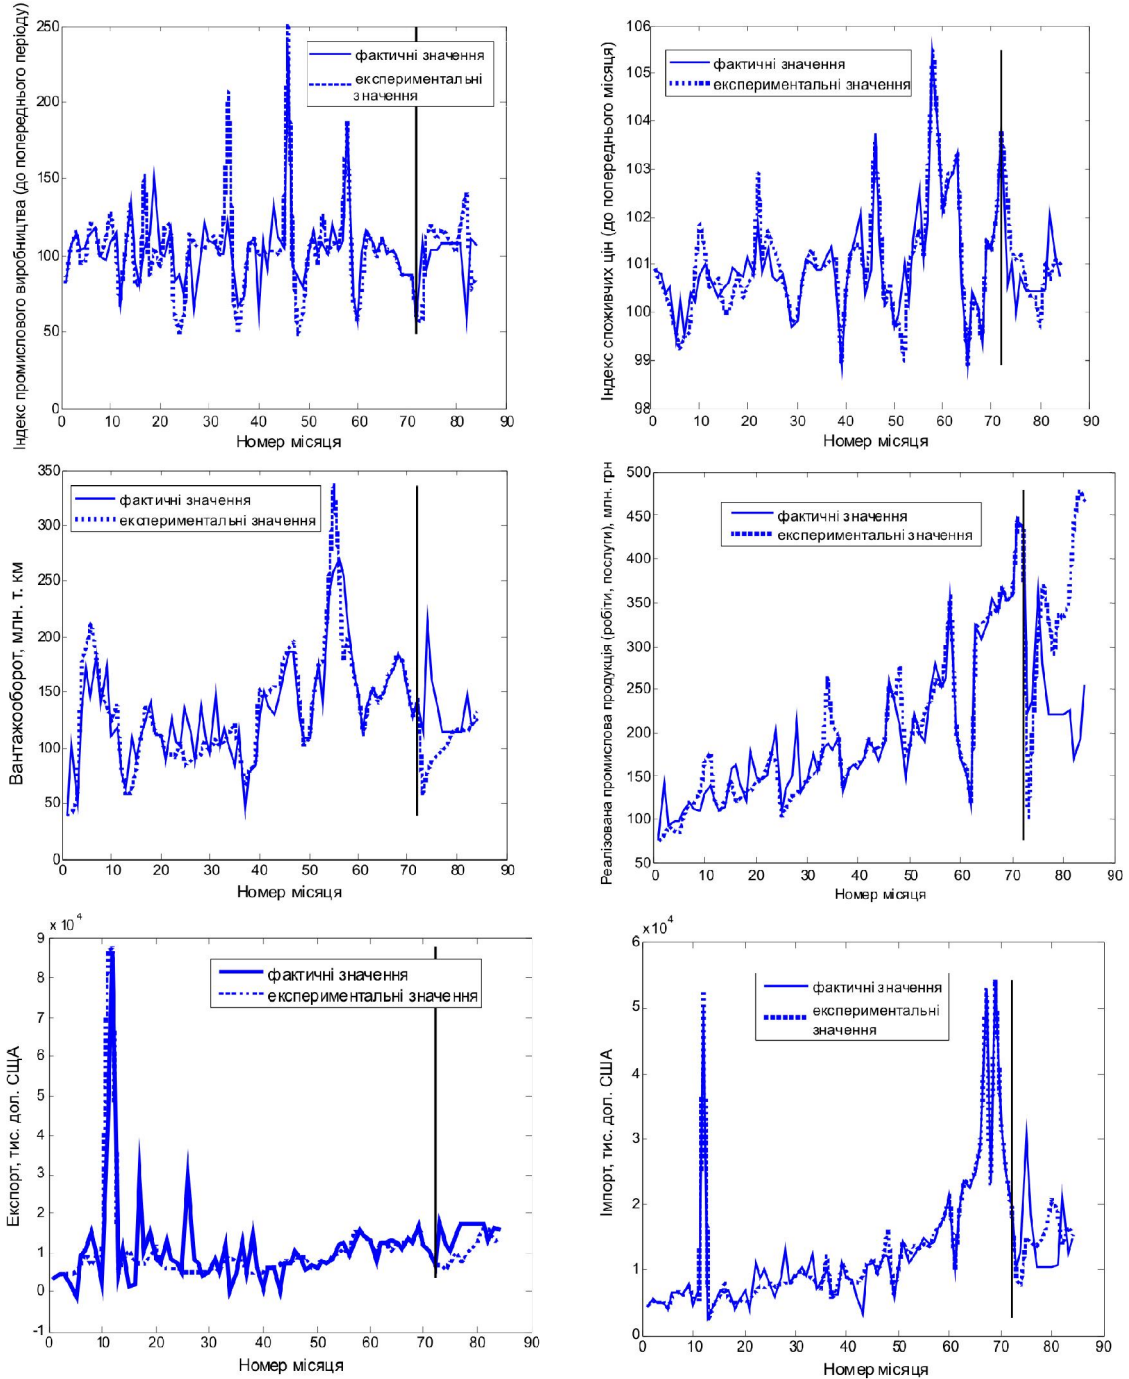 Індекс промислового виробництва (до попереднього періоду)
250
200
150
100
50
0
фактичні значення
експериментальні
значення
0 10 20 30 40 50 60 70 80 90
Номер місяця
Індекс споживчих цін (до попереднього місяця)
106
105
104
103
102
101
100
99
98
фактичні значення
експериментальні значення
0 10 20 30 40 50 60 70 80 90
Номер місяця
Вантажооборот, млн. т. км
350
300
250
200
150
100
50
0
фактичні значення
експериментальні значення
0 10 20 30 40 50 60 70 80 90
Номер місяця
Реалізована промислова продукція (робіти, послуги), млн. грн
500
450
400
350
300
250
200
150
100
50
фактичні значення
експериментальні значення
0 10 20 30 40 50 60 70 80 90
Номер місяця
Експорт, тис. дол. СЩА
x 10⁴
9
8
7
6
5
4
3
2
1
0
-1
фактичні значення
експериментальні значення
0 10 20 30 40 50 60 70 80 90
Номер місяця
Імпорт, тис. дол. США
x10⁴
6
5
4
3
2
1
0
фактичні значення
експериментальні
значення
0 10 20 30 40 50 60 70 80 90
Номер місяця